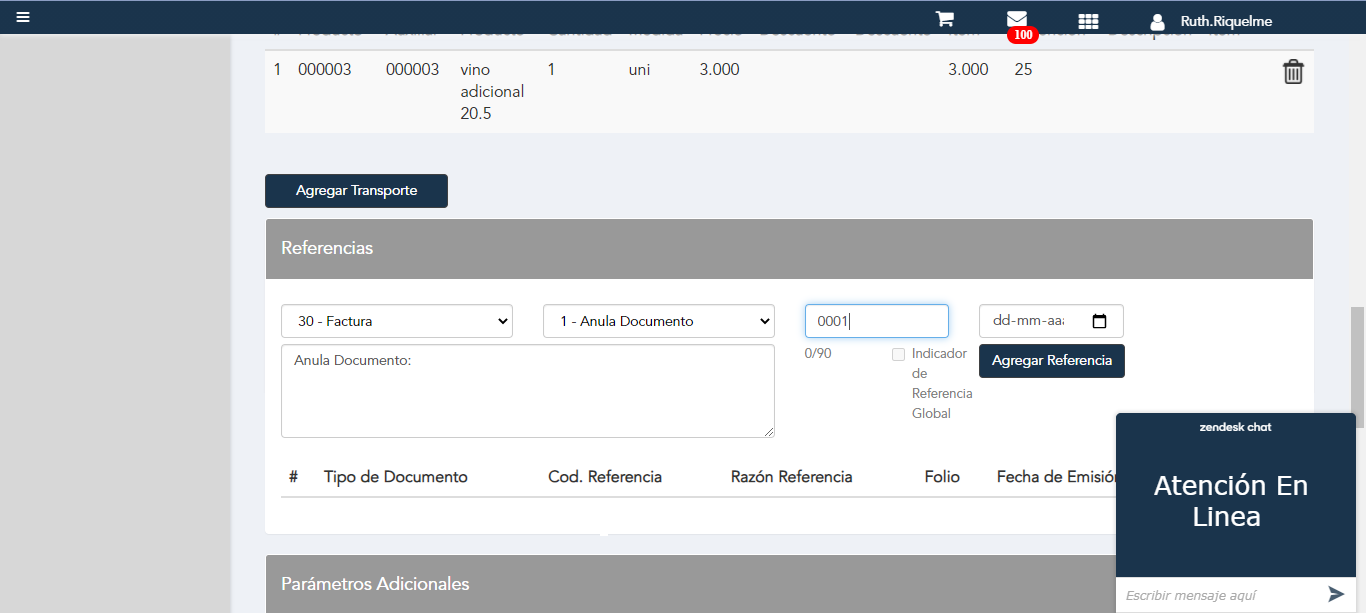 Ruth.Riquelme
100
1 000003 000003 vino 1 uni 3.000 3.000 25
adicional
20.5
Agregar Transporte
Referencias
30 - Factura 1 - Anula Documento 0001 dd-mm-aaa
Anula Documento: 0/90 Indicador Agregar Referencia
de
Referencia
Global
# Tipo de Documento Cod. Referencia Razón Referencia Folio Fecha de Emisión
Parámetros Adicionales
zendesk chat
Atención En
Linea
Escribir mensaje aquí